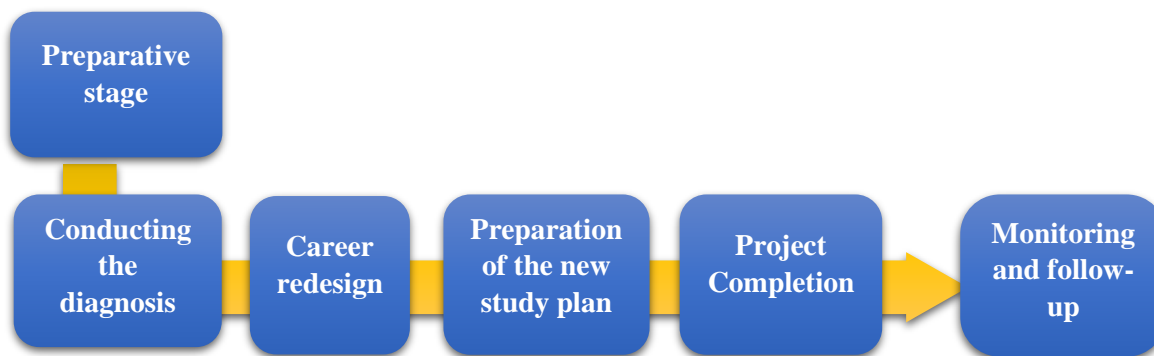 Preparative
stage
Conducting
the
diagnosis
Career
redesign
Preparation
of the new
study plan
Project
Completion
Monitoring
and follow-
up